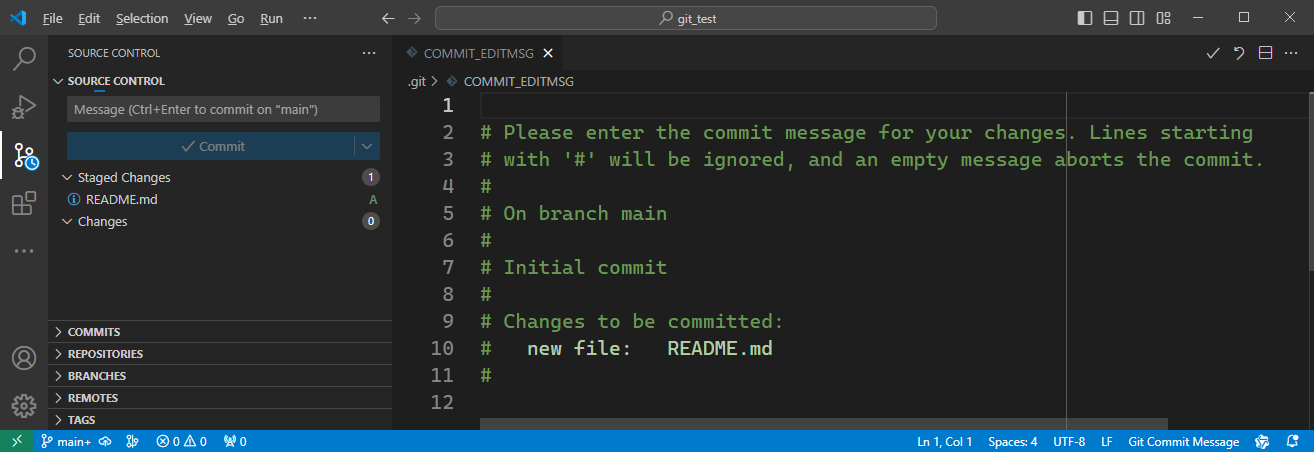 File Edit Selection View Go Run ··· git_test
SOURCE CONTROL ···
SOURCE CONTROL
Message (Ctrl+Enter to commit on "main")
Commit
Staged Changes 1
README.md A
Changes 0
COMMITS
REPOSITORIES
BRANCHES
REMOTES
TAGS
COMMIT_EDITMSG
.git > COMMIT_EDITMSG
1
2 # Please enter the commit message for your changes. Lines starting
3 # with '#' will be ignored, and an empty message aborts the commit.
4 #
5 # On branch main
6 #
7 # Initial commit
8 #
9 # Changes to be committed:
10 #   new file:   README.md
11 #
12
main+ 0 0 0 Ln 1, Col 1 Spaces: 4 UTF-8 LF Git Commit Message